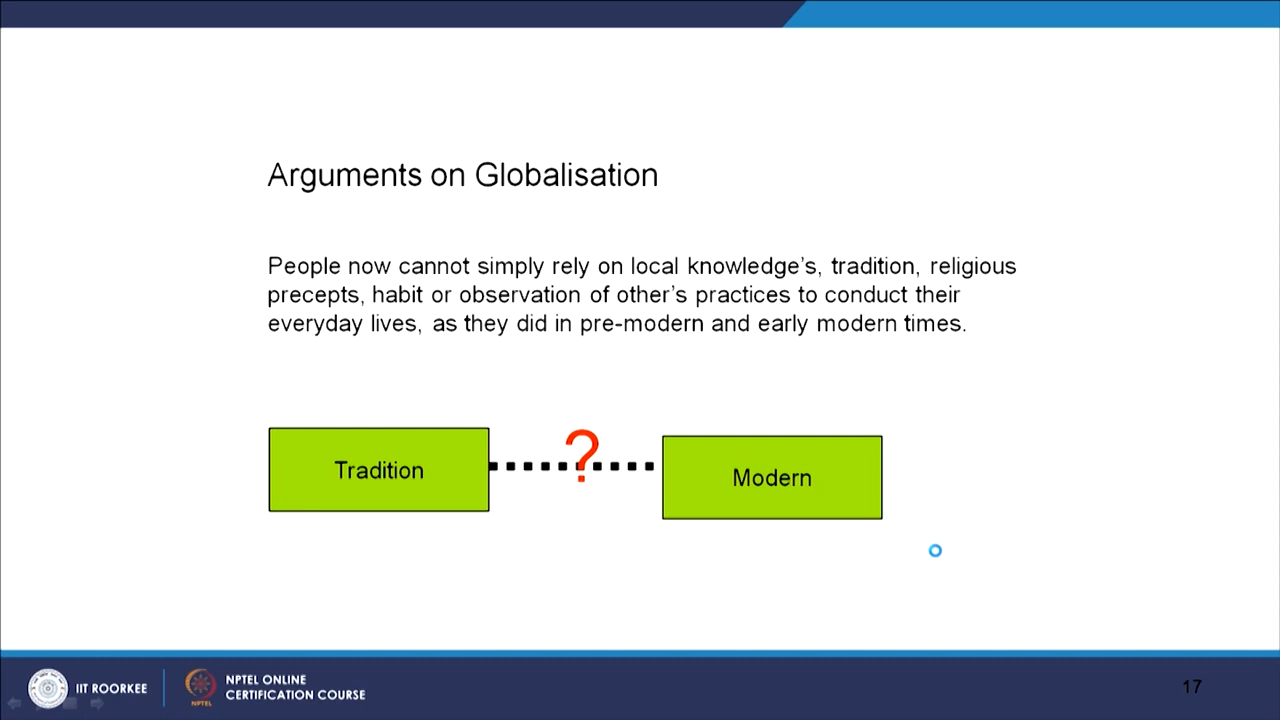 Arguments on Globalisation
People now cannot simply rely on local knowledge's, tradition, religious
precepts, habit or observation of other's practices to conduct their
everyday lives, as they did in pre-modern and early modern times.
Tradition
?
Modern
IIT ROORKEE
NPTEL
NPTEL ONLINE
CERTIFICATION COURSE
17